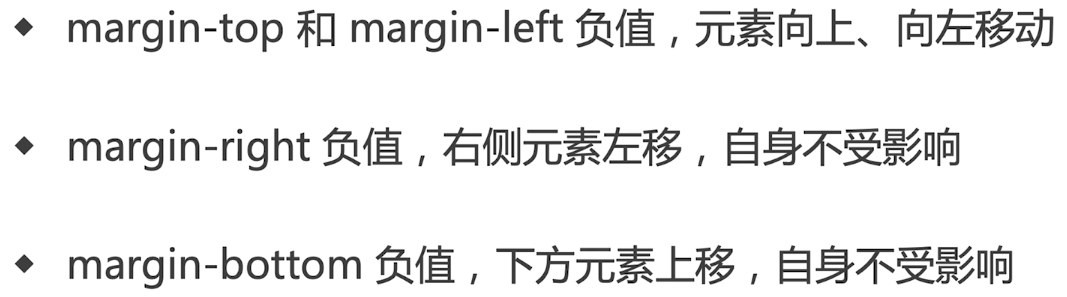 ◆ margin-top 和 margin-left 负值，元素向上、向左移动
◆ margin-right 负值，右侧元素左移，自身不受影响
◆ margin-bottom 负值，下方元素上移，自身不受影响